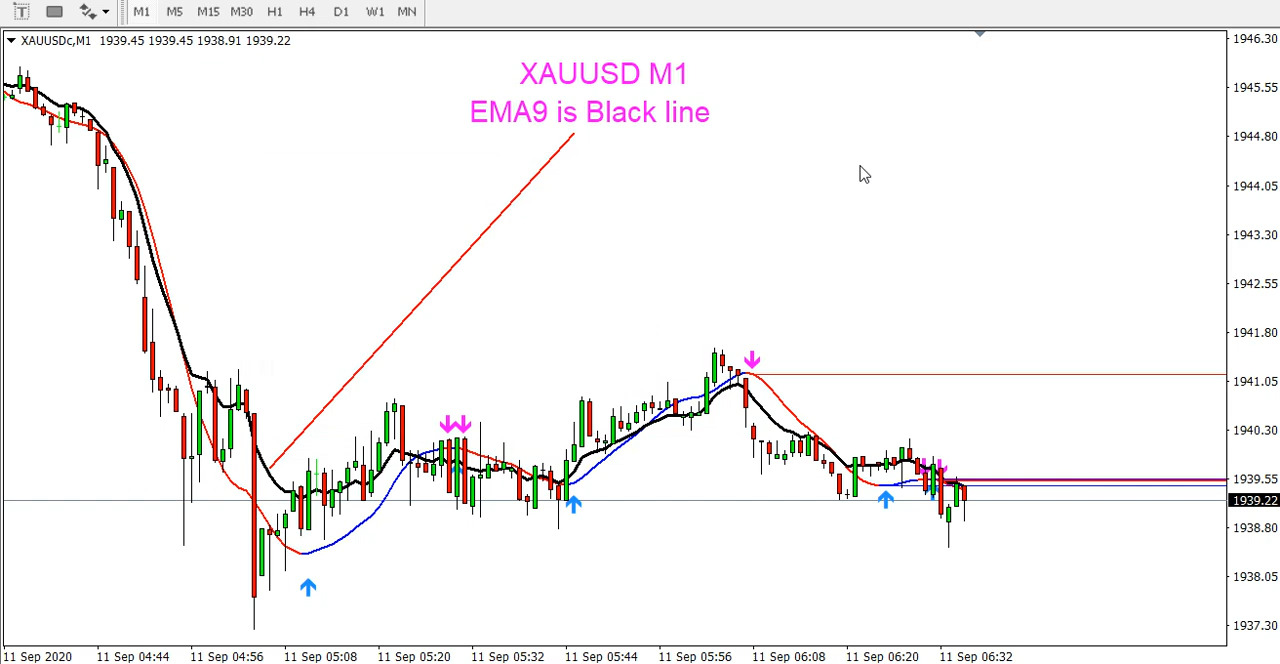 T
M1 M5 M15 M30 H1 H4 D1 W1 MN
XAUUSDc,M1 1939.45 1939.45 1938.91 1939.22
XAUUSD M1
EMA9 is Black line
1946.30
1945.55
1944.80
1944.05
1943.30
1942.55
1941.80
1941.05
1940.30
1939.55
1939.22
1938.80
1938.05
1937.30
11 Sep 2020 11 Sep 04:44 11 Sep 04:56 11 Sep 05:08 11 Sep 05:20 11 Sep 05:32 11 Sep 05:44 11 Sep 05:56 11 Sep 06:08 11 Sep 06:20 11 Sep 06:32